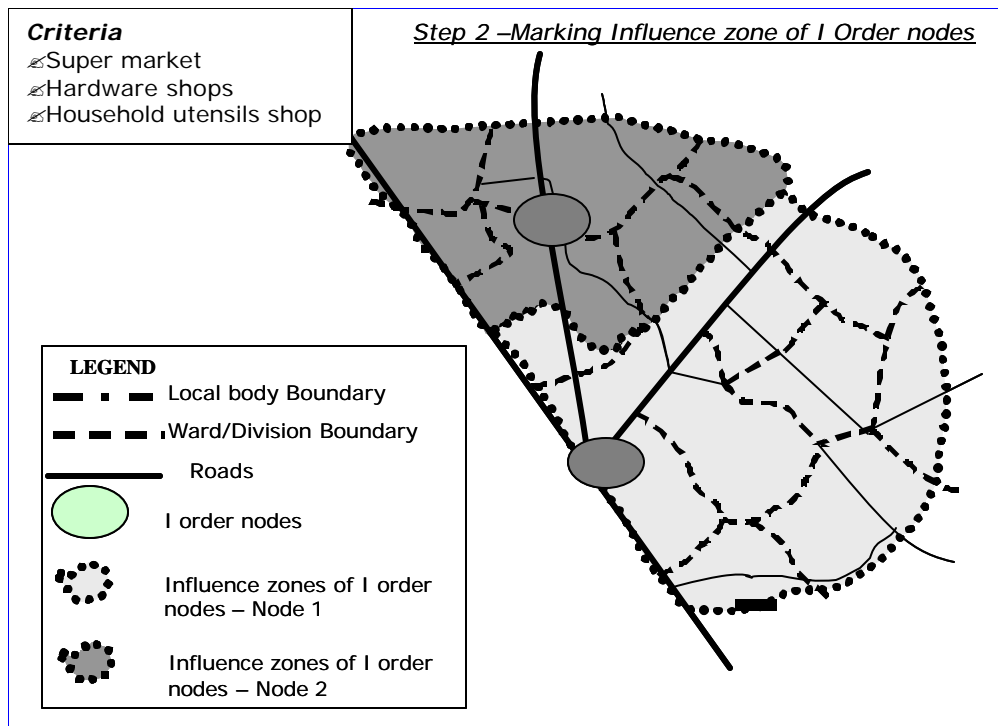 Criteria
Super market
Hardware shops
Household utensils shop
Step 2 –Marking Influence zone of I Order nodes
LEGEND
Local body Boundary
Ward/Division Boundary
Roads
I order nodes
Influence zones of I order
nodes – Node 1
Influence zones of I order
nodes – Node 2